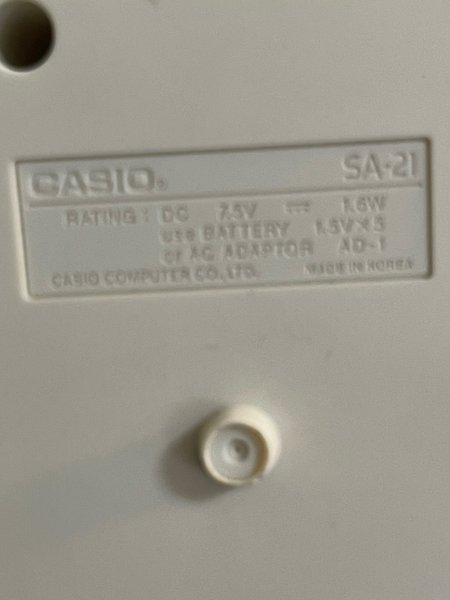 CASIO® SA-21
RATING : DC 7.5V ⎓ 1.6W
use BATTERY 1.5V×5
or AC ADAPTOR AD-1
CASIO COMPUTER CO., LTD. MADE IN KOREA